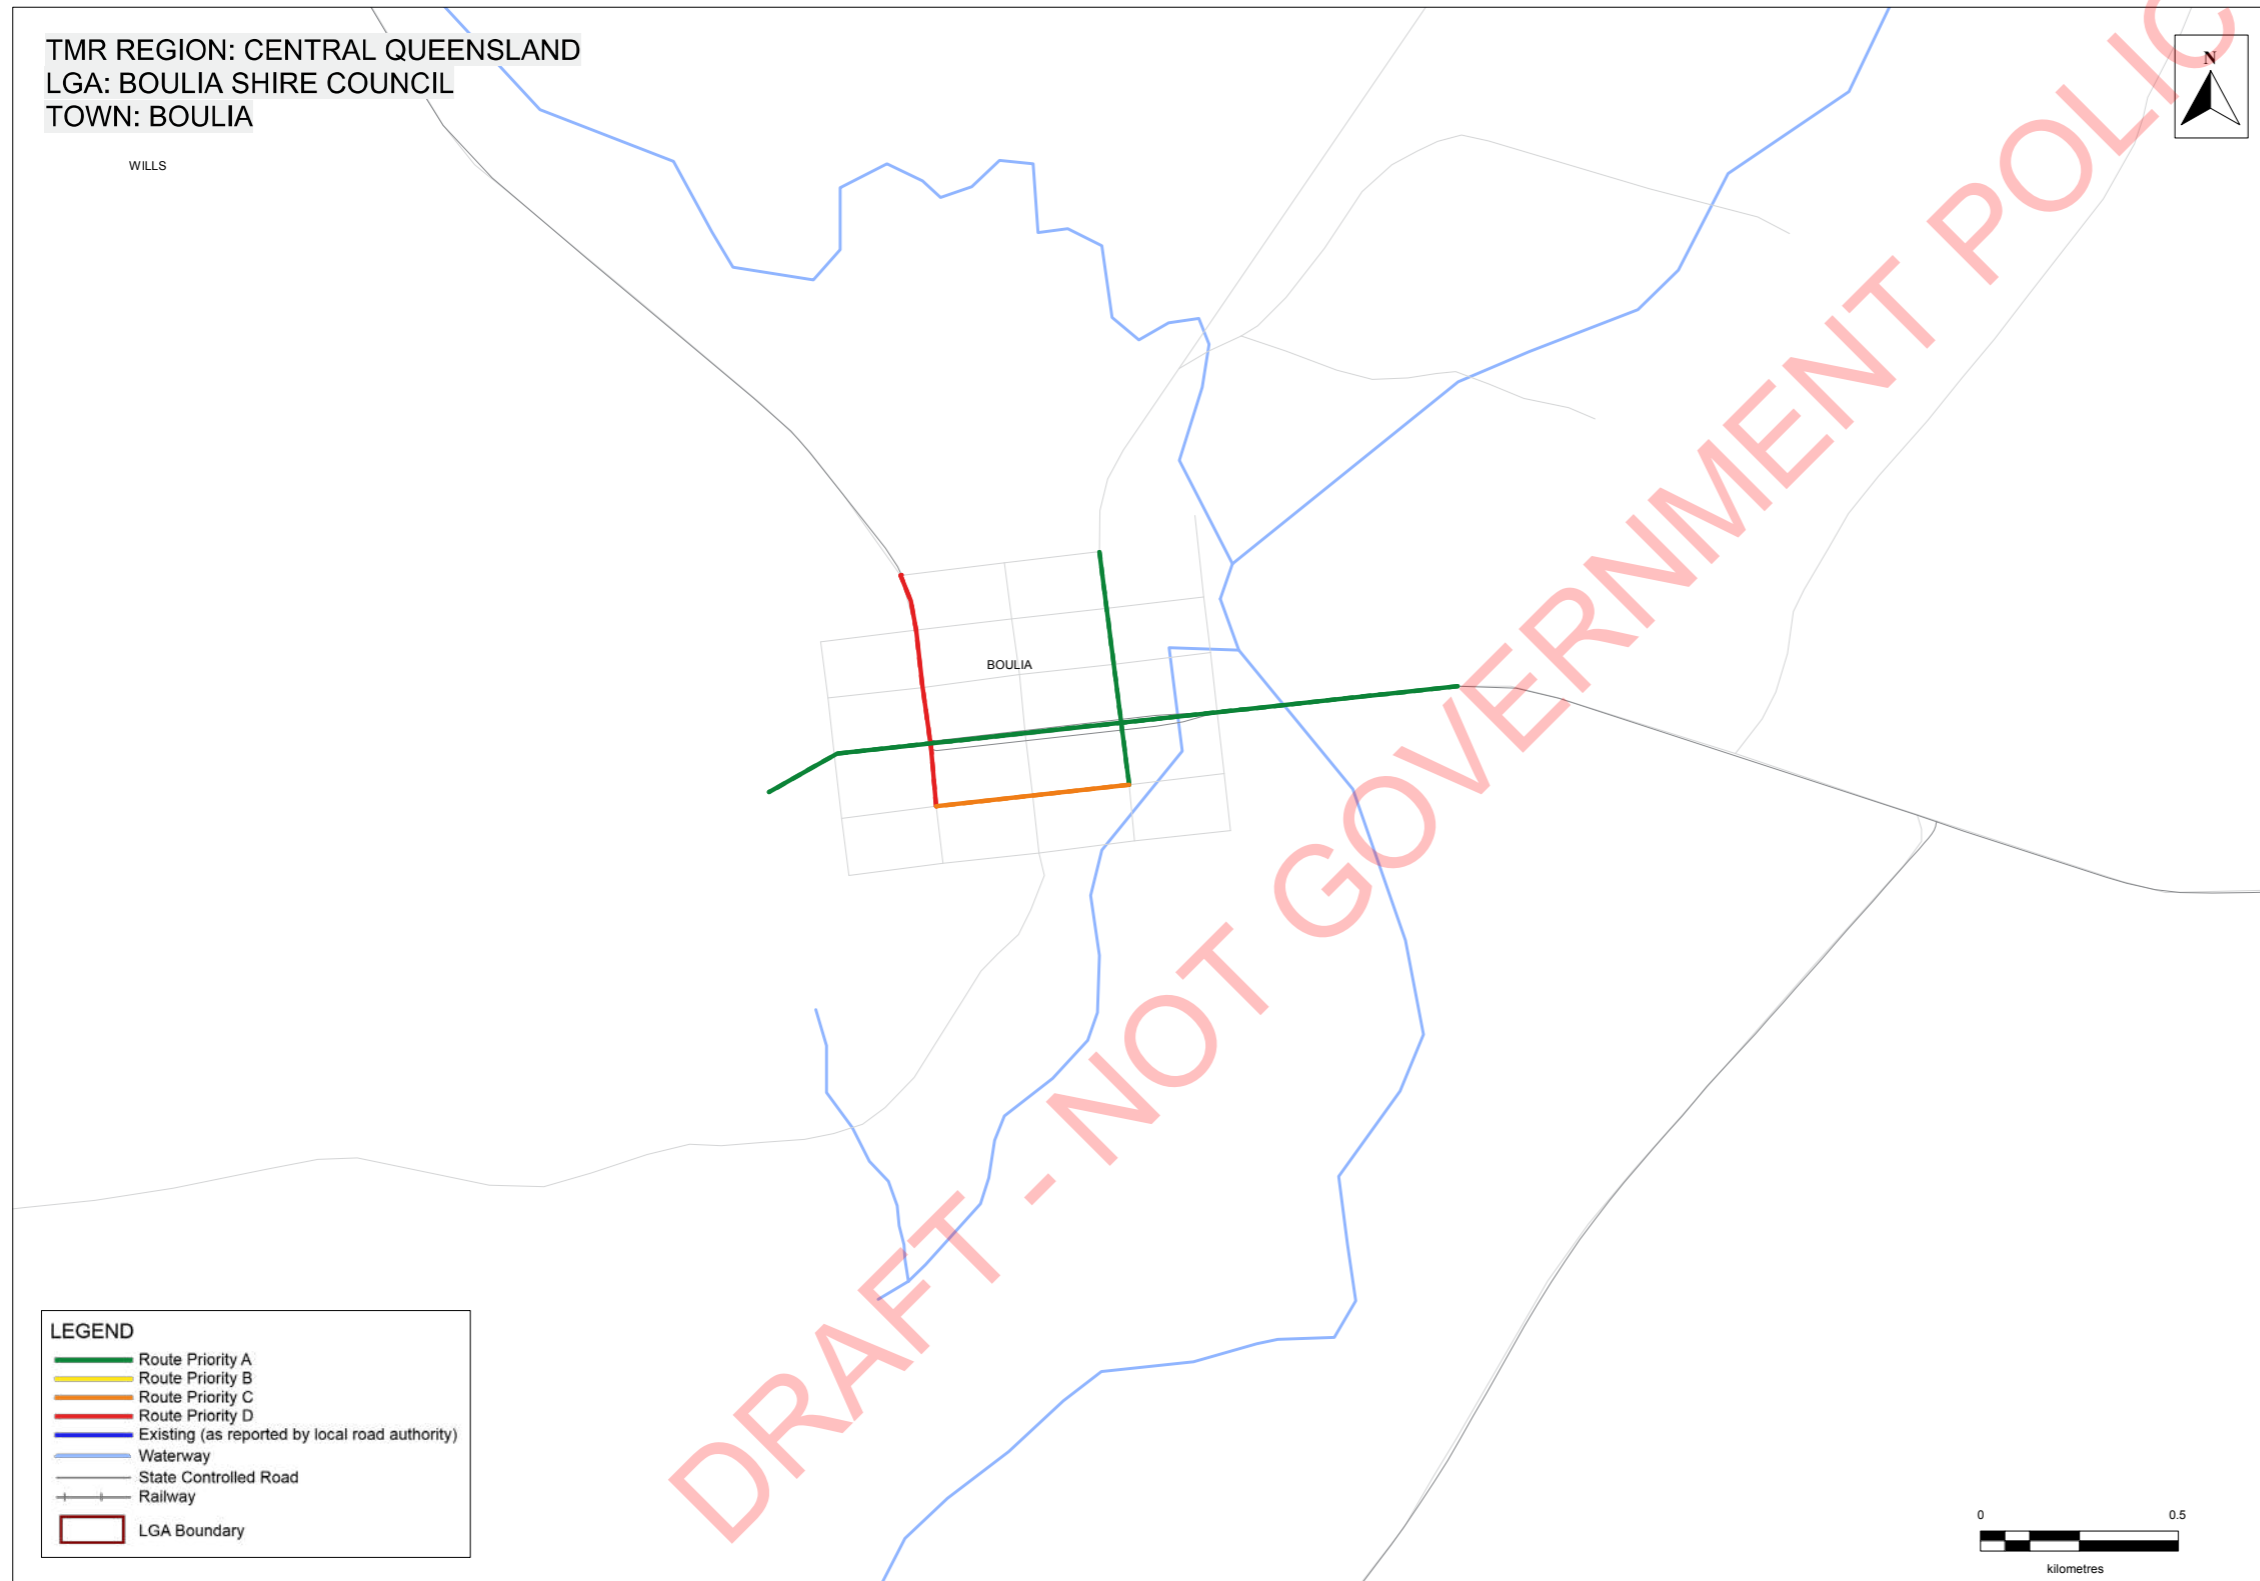 TMR REGION: CENTRAL QUEENSLAND
LGA: BOULIA SHIRE COUNCIL
TOWN: BOULIA
N
WILLS
BOULIA
DRAFT - NOT GOVERNMENT POLIC
LEGEND
Route Priority A
Route Priority B
Route Priority C
Route Priority D
Existing (as reported by local road authority)
Waterway
State Controlled Road
Railway
LGA Boundary
0 0.5
kilometres